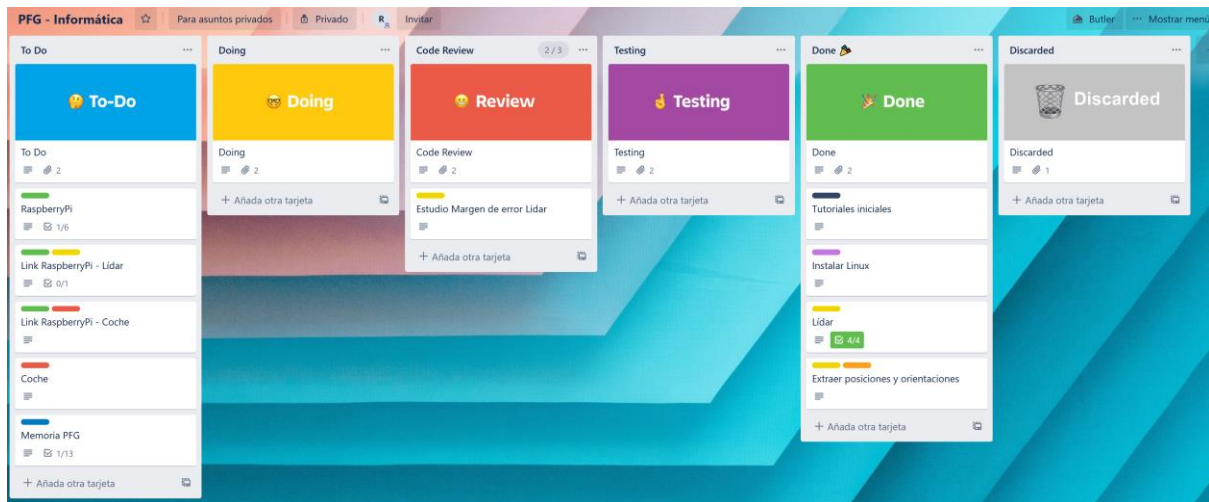 PFG - Informática
Para asuntos privados
Privado
R
Invitar
Butler
Mostrar menú
To Do
To-Do
To Do
2
RaspberryPi
1/6
Link RaspberryPi - Lídar
0/1
Link RaspberryPi - Coche
Coche
Memoria PFG
1/13
+ Añada otra tarjeta
Doing
Doing
Doing
2
+ Añada otra tarjeta
Code Review
2/3
Review
Code Review
2
Estudio Margen de error Lidar
+ Añada otra tarjeta
Testing
Testing
Testing
2
+ Añada otra tarjeta
Done
Done
Done
2
Tutoriales iniciales
Instalar Linux
Lídar
4/4
Extraer posiciones y orientaciones
+ Añada otra tarjeta
Discarded
Discarded
Discarded
1
+ Añada otra tarjeta